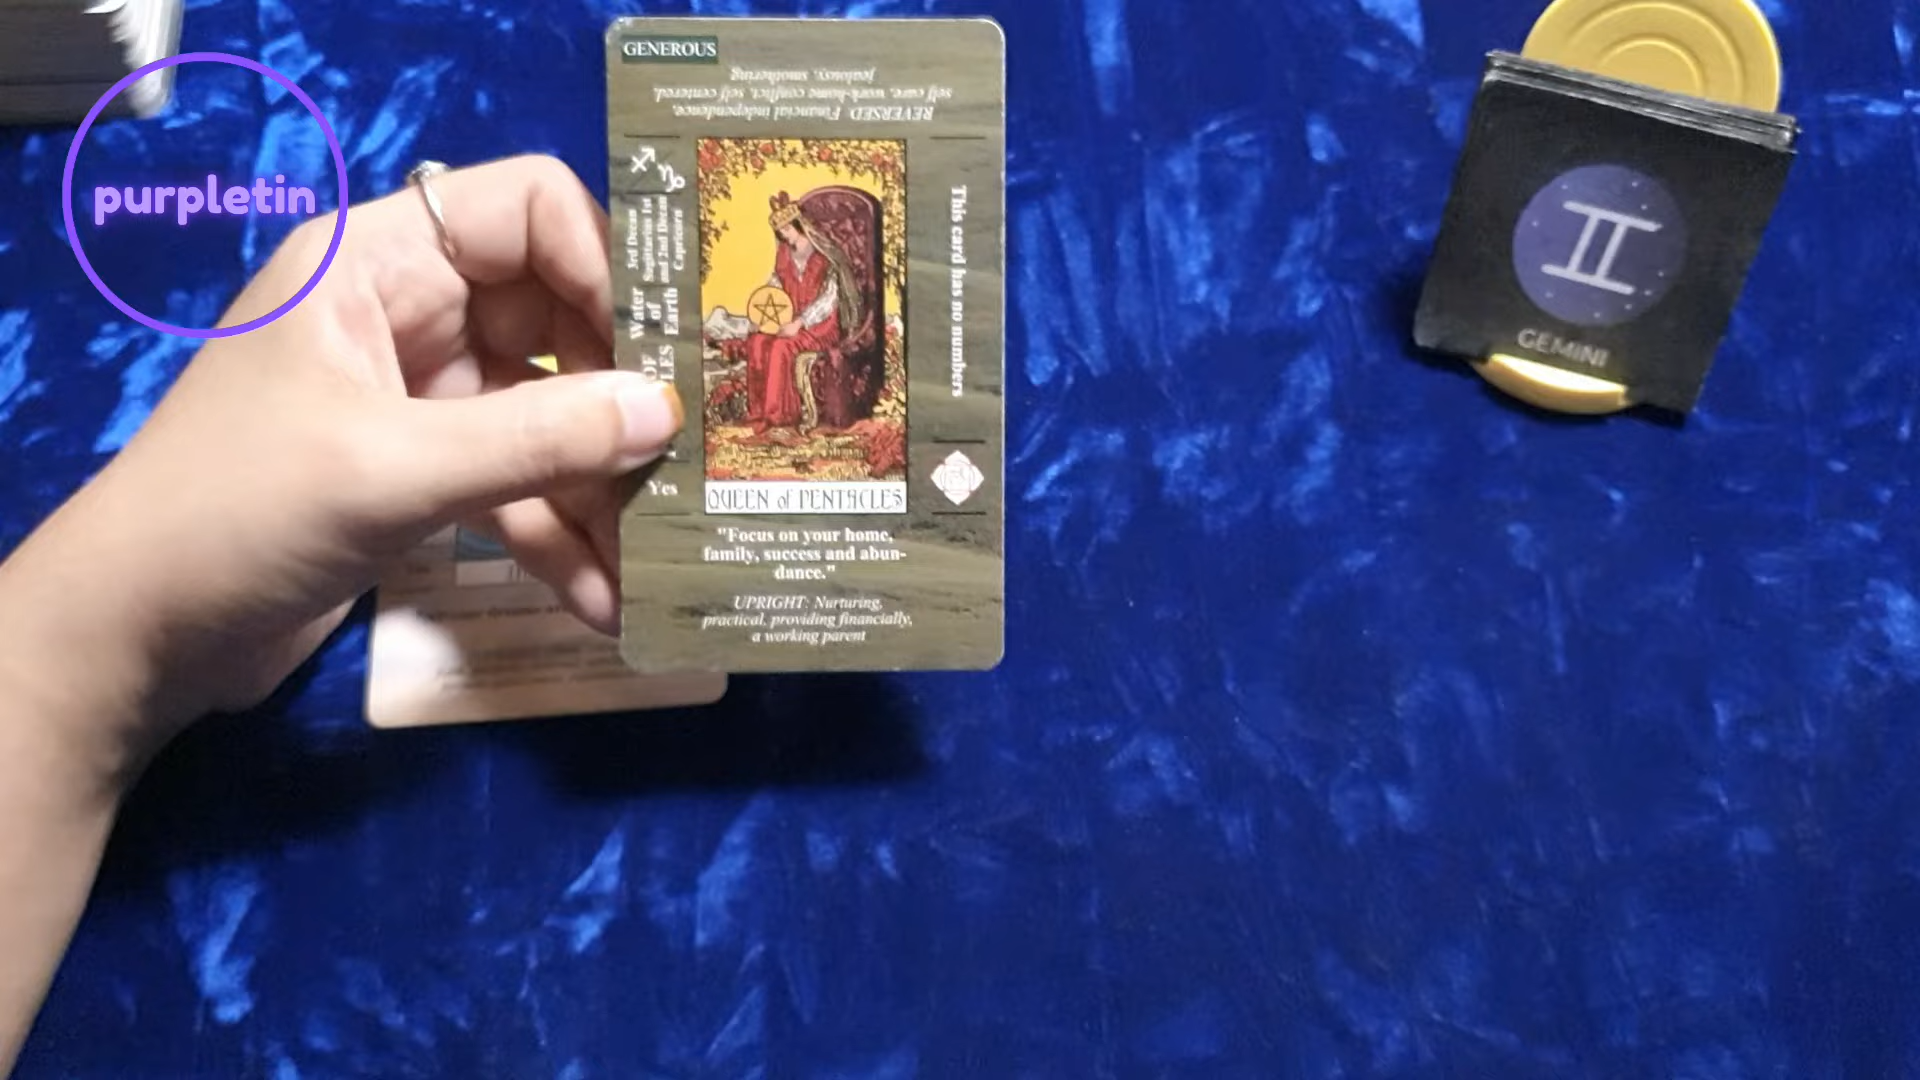 purpletin
GENEROUS
REVERSED Financial independence,
self care, work-home conflict, self centered,
jealousy, smothering
3rd Decan
Sagittarius 1st
and 2nd Decan
Capricorn
Water
of
Earth
OF
LES
Yes
This card has no numbers
QUEEN of PENTACLES
"Focus on your home,
family, success and abun-
dance."
UPRIGHT: Nurturing,
practical, providing financially,
a working parent
GEMINI